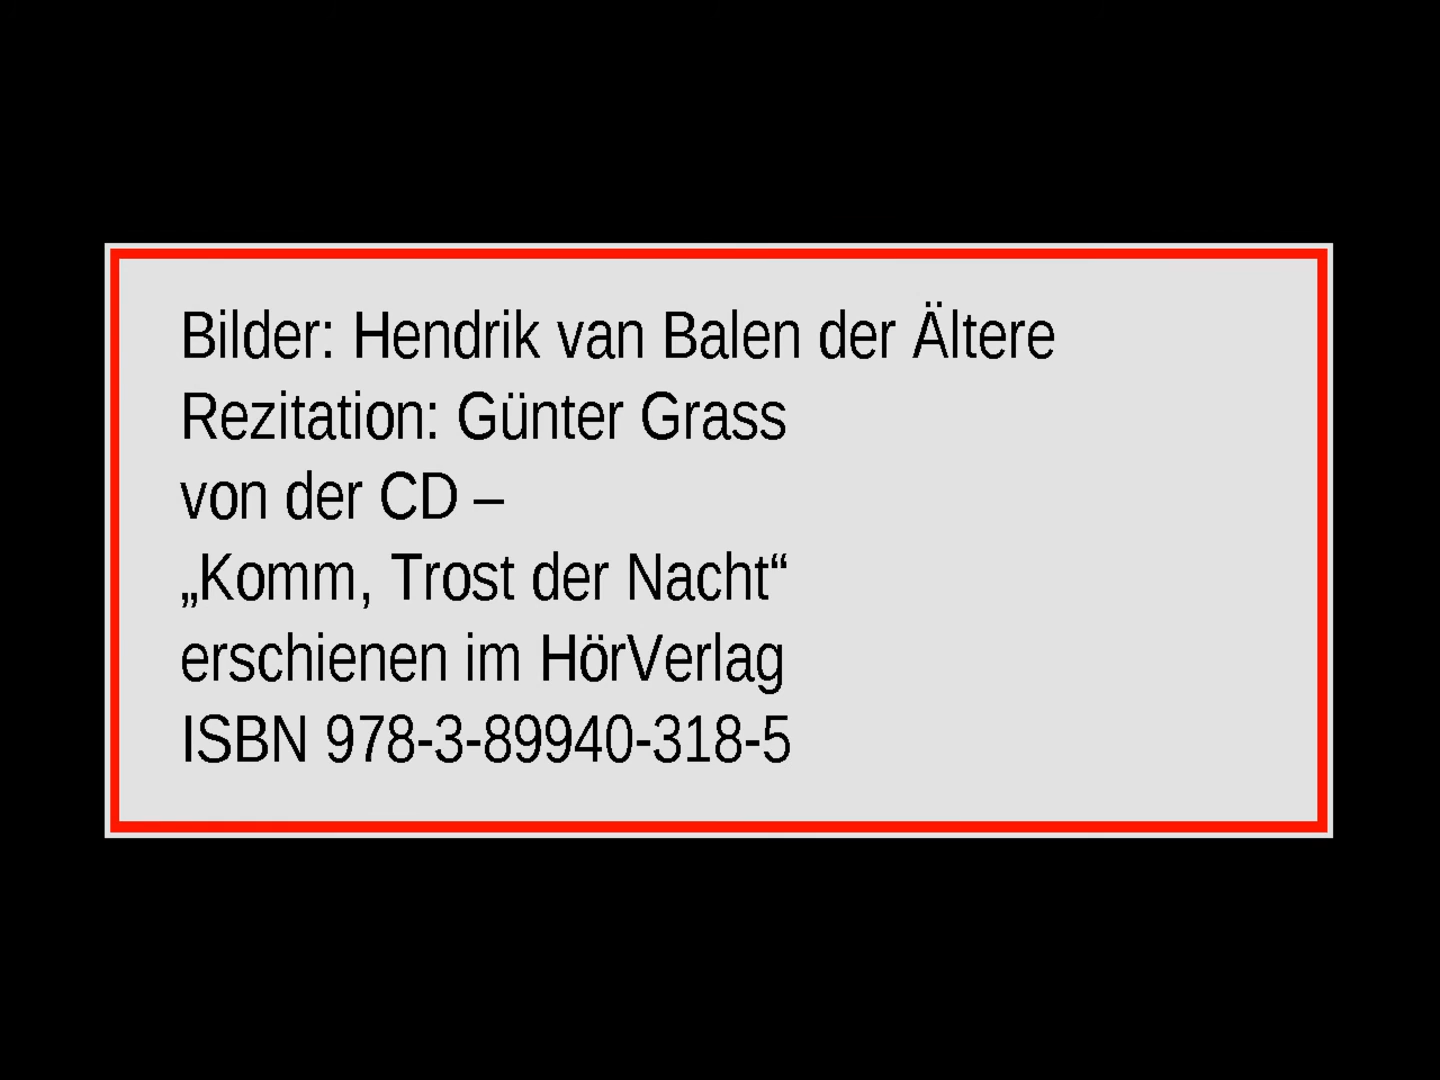 Bilder: Hendrik van Balen der Ältere
Rezitation: Günter Grass
von der CD –
„Komm, Trost der Nacht“
erschienen im HörVerlag
ISBN 978-3-89940-318-5